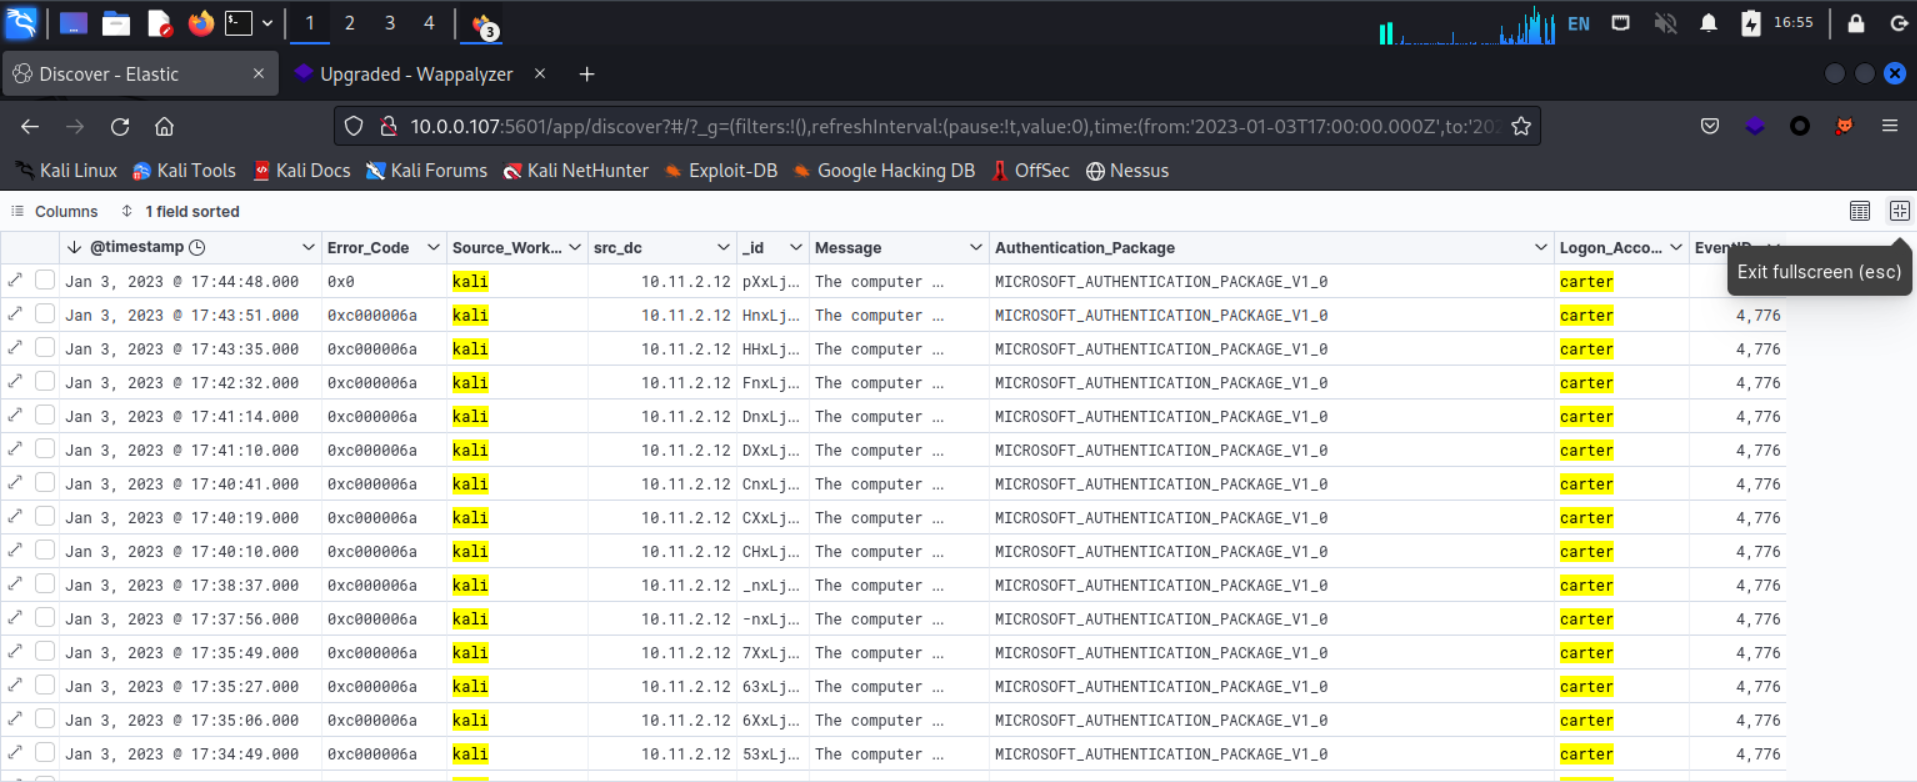 1 2 3 4 3 EN 16:55
Discover - Elastic Upgraded - Wappalyzer
10.0.0.107:5601/app/discover?#/?_g=(filters:!(),refreshInterval:(pause:!t,value:0),time:(from:'2023-01-03T17:00:00.000Z',to:'202
Kali Linux Kali Tools Kali Docs Kali Forums Kali NetHunter Exploit-DB Google Hacking DB OffSec Nessus
Columns 1 field sorted
@timestamp Error_Code Source_Work... src_dc _id Message Authentication_Package Logon_Acco... EventID
Exit fullscreen (esc)
Jan 3, 2023 @ 17:44:48.000 0x0 kali 10.11.2.12 pXxLj... The computer ... MICROSOFT_AUTHENTICATION_PACKAGE_V1_0 carter
Jan 3, 2023 @ 17:43:51.000 0xc000006a kali 10.11.2.12 HnxLj... The computer ... MICROSOFT_AUTHENTICATION_PACKAGE_V1_0 carter 4,776
Jan 3, 2023 @ 17:43:35.000 0xc000006a kali 10.11.2.12 HHxLj... The computer ... MICROSOFT_AUTHENTICATION_PACKAGE_V1_0 carter 4,776
Jan 3, 2023 @ 17:42:32.000 0xc000006a kali 10.11.2.12 FnxLj... The computer ... MICROSOFT_AUTHENTICATION_PACKAGE_V1_0 carter 4,776
Jan 3, 2023 @ 17:41:14.000 0xc000006a kali 10.11.2.12 DnxLj... The computer ... MICROSOFT_AUTHENTICATION_PACKAGE_V1_0 carter 4,776
Jan 3, 2023 @ 17:41:10.000 0xc000006a kali 10.11.2.12 DXxLj... The computer ... MICROSOFT_AUTHENTICATION_PACKAGE_V1_0 carter 4,776
Jan 3, 2023 @ 17:40:41.000 0xc000006a kali 10.11.2.12 CnxLj... The computer ... MICROSOFT_AUTHENTICATION_PACKAGE_V1_0 carter 4,776
Jan 3, 2023 @ 17:40:19.000 0xc000006a kali 10.11.2.12 CXxLj... The computer ... MICROSOFT_AUTHENTICATION_PACKAGE_V1_0 carter 4,776
Jan 3, 2023 @ 17:40:10.000 0xc000006a kali 10.11.2.12 CHxLj... The computer ... MICROSOFT_AUTHENTICATION_PACKAGE_V1_0 carter 4,776
Jan 3, 2023 @ 17:38:37.000 0xc000006a kali 10.11.2.12 _nxLj... The computer ... MICROSOFT_AUTHENTICATION_PACKAGE_V1_0 carter 4,776
Jan 3, 2023 @ 17:37:56.000 0xc000006a kali 10.11.2.12 -nxLj... The computer ... MICROSOFT_AUTHENTICATION_PACKAGE_V1_0 carter 4,776
Jan 3, 2023 @ 17:35:49.000 0xc000006a kali 10.11.2.12 7XxLj... The computer ... MICROSOFT_AUTHENTICATION_PACKAGE_V1_0 carter 4,776
Jan 3, 2023 @ 17:35:27.000 0xc000006a kali 10.11.2.12 63xLj... The computer ... MICROSOFT_AUTHENTICATION_PACKAGE_V1_0 carter 4,776
Jan 3, 2023 @ 17:35:06.000 0xc000006a kali 10.11.2.12 6XxLj... The computer ... MICROSOFT_AUTHENTICATION_PACKAGE_V1_0 carter 4,776
Jan 3, 2023 @ 17:34:49.000 0xc000006a kali 10.11.2.12 53xLj... The computer ... MICROSOFT_AUTHENTICATION_PACKAGE_V1_0 carter 4,776